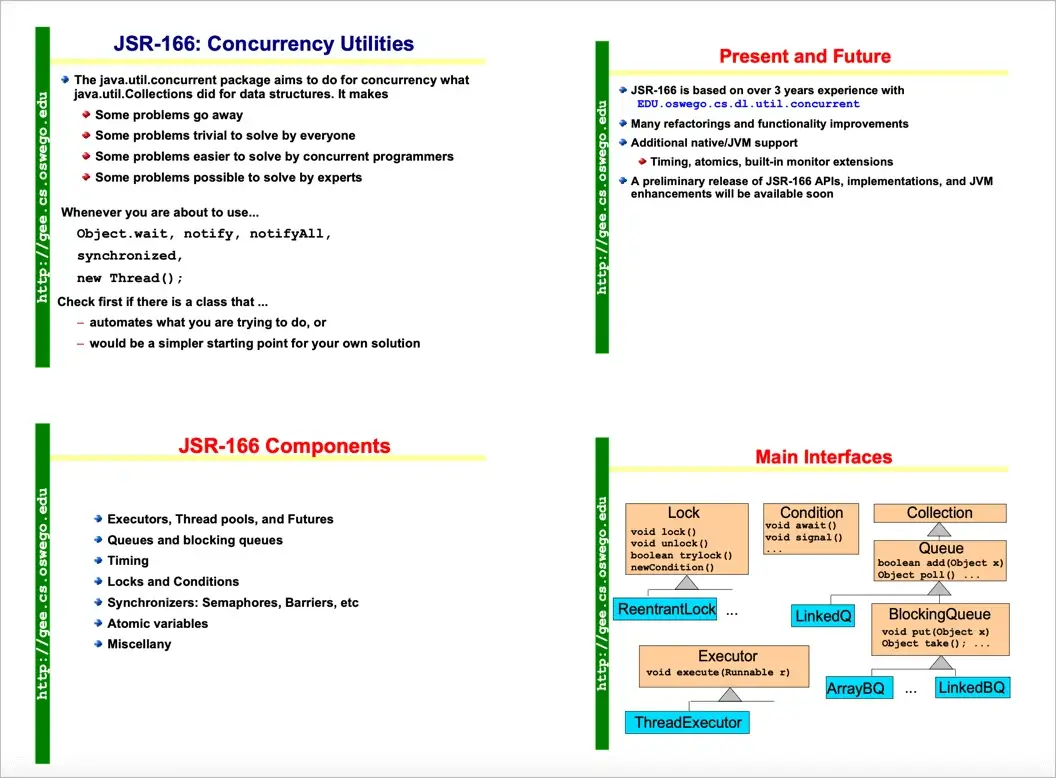 JSR-166: Concurrency Utilities
The java.util.concurrent package aims to do for concurrency what
java.util.Collections did for data structures. It makes
Some problems go away
Some problems trivial to solve by everyone
Some problems easier to solve by concurrent programmers
Some problems possible to solve by experts
Whenever you are about to use...
Object.wait, notify, notifyAll,
synchronized,
new Thread();
Check first if there is a class that ...
– automates what you are trying to do, or
– would be a simpler starting point for your own solution
http://gee.cs.oswego.edu
Present and Future
JSR-166 is based on over 3 years experience with
EDU.oswego.cs.dl.util.concurrent
Many refactorings and functionality improvements
Additional native/JVM support
Timing, atomics, built-in monitor extensions
A preliminary release of JSR-166 APIs, implementations, and JVM
enhancements will be available soon
http://gee.cs.oswego.edu
JSR-166 Components
Executors, Thread pools, and Futures
Queues and blocking queues
Timing
Locks and Conditions
Synchronizers: Semaphores, Barriers, etc
Atomic variables
Miscellany
http://gee.cs.oswego.edu
Main Interfaces
Lock
void lock()
void unlock()
boolean trylock()
newCondition()
ReentrantLock ...
Condition
void await()
void signal()
...
Collection
Queue
boolean add(Object x)
Object poll() ...
LinkedQ
BlockingQueue
void put(Object x)
Object take(); ...
ArrayBQ ... LinkedBQ
Executor
void execute(Runnable r)
ThreadExecutor
http://gee.cs.oswego.edu